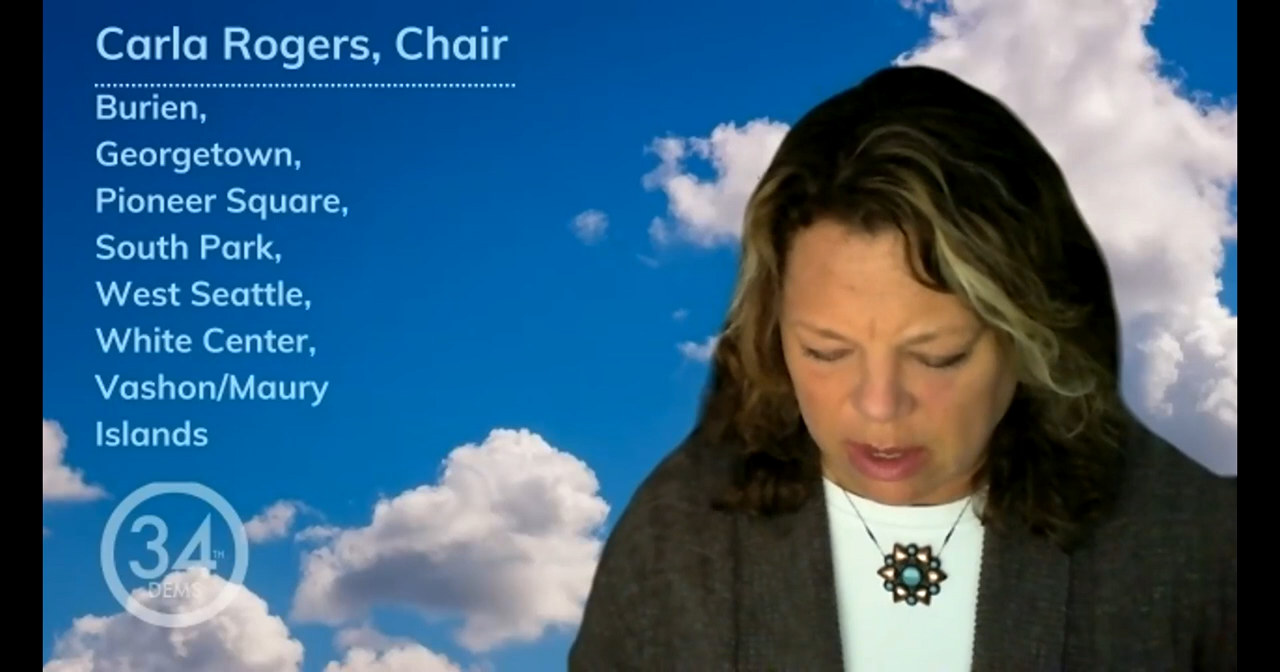 Carla Rogers, Chair
Burien,
Georgetown,
Pioneer Square,
South Park,
West Seattle,
White Center,
Vashon/Maury
Islands
34TH
DEMS